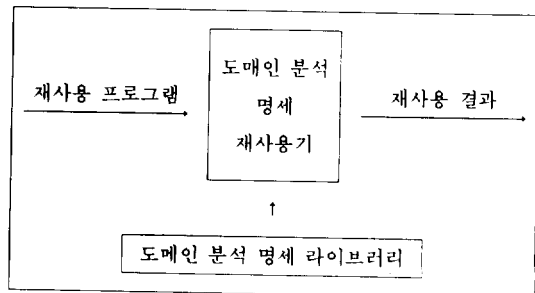 재사용 프로그램
도매인 분석
명세
재사용기
재사용 결과
도메인 분석 명세 라이브러리